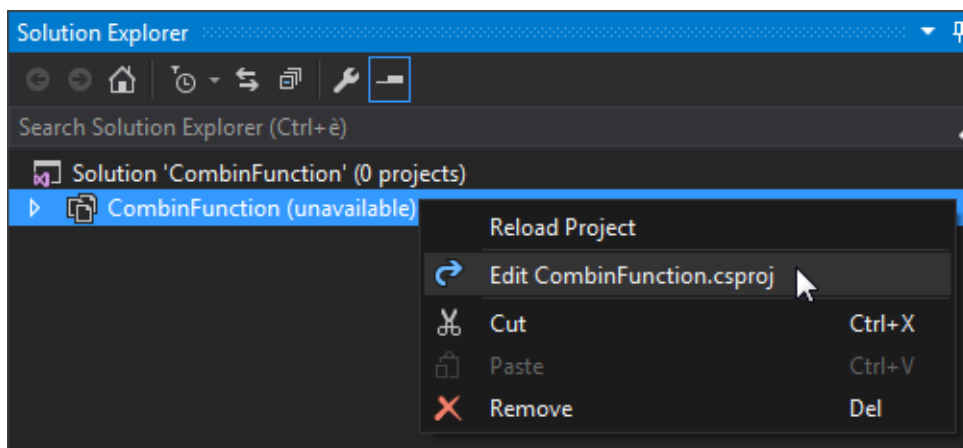 Solution Explorer
Search Solution Explorer (Ctrl+è)
Solution 'CombinFunction' (0 projects)
CombinFunction (unavailable)
Reload Project
Edit CombinFunction.csproj
Cut Ctrl+X
Paste Ctrl+V
Remove Del